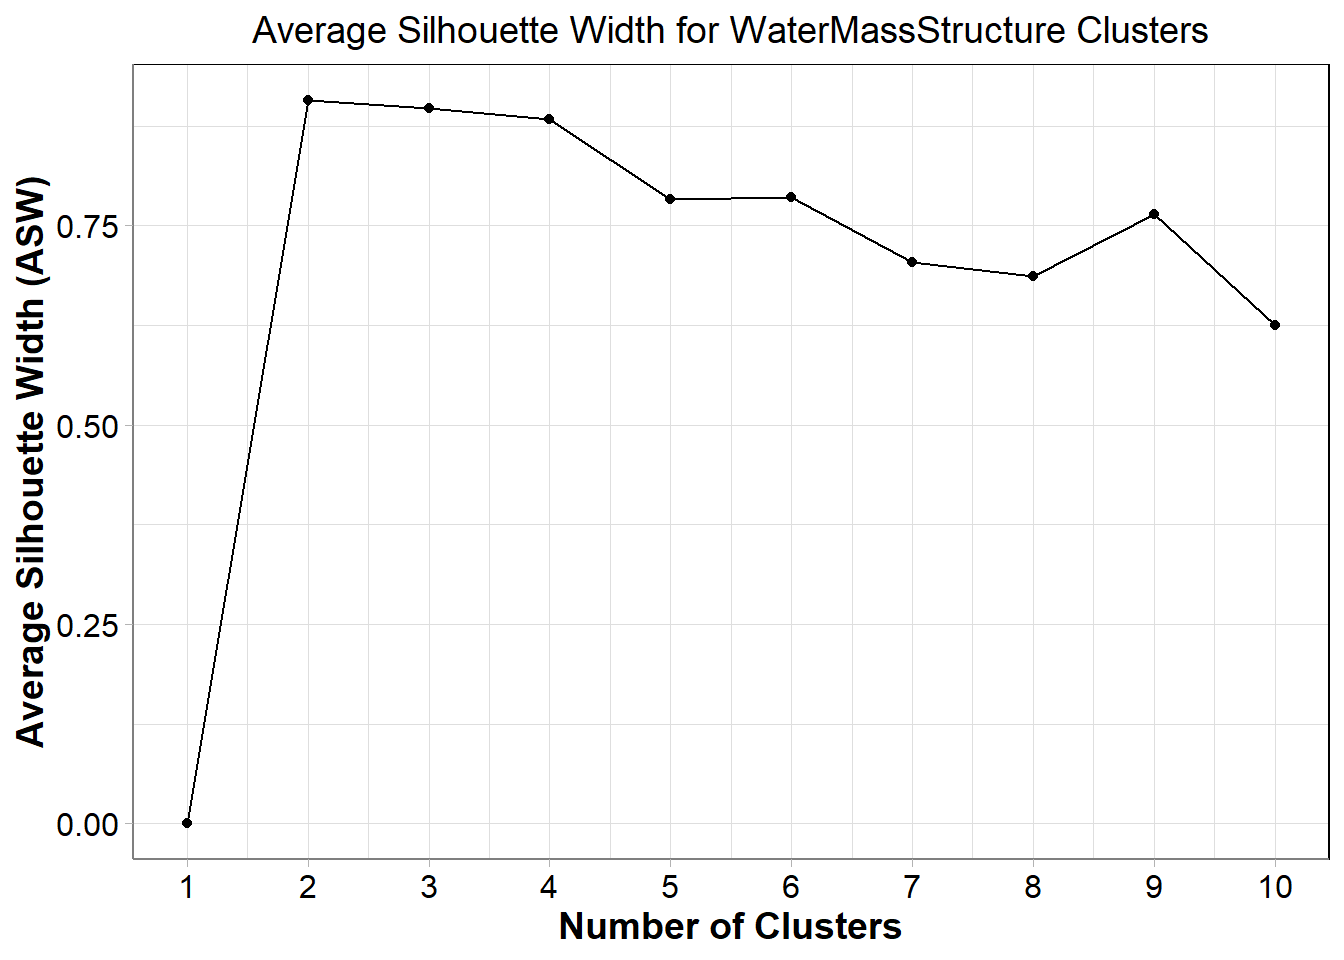 Average Silhouette Width for WaterMassStructure Clusters
Average Silhouette Width (ASW)
0.75
0.50
0.25
0.00
1 2 3 4 5 6 7 8 9 10
Number of Clusters